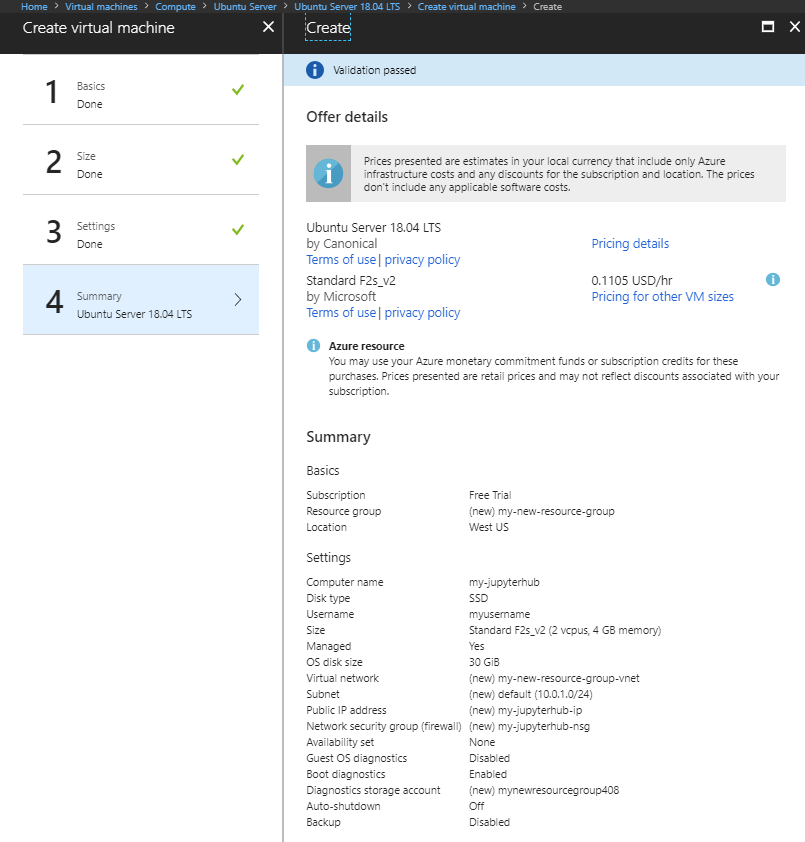 Home > Virtual machines > Compute > Ubuntu Server > Ubuntu Server 18.04 LTS > Create virtual machine > Create
Create virtual machine
1
Basics
Done
2
Size
Done
3
Settings
Done
4
Summary
Ubuntu Server 18.04 LTS
Create
Validation passed
Offer details
Prices presented are estimates in your local currency that include only Azure
infrastructure costs and any discounts for the subscription and location. The prices
don't include any applicable software costs.
Ubuntu Server 18.04 LTS
by Canonical Pricing details
Terms of use | privacy policy
Standard F2s_v2 0.1105 USD/hr
by Microsoft Pricing for other VM sizes
Terms of use | privacy policy
Azure resource
You may use your Azure monetary commitment funds or subscription credits for these
purchases. Prices presented are retail prices and may not reflect discounts associated with your
subscription.
Summary
Basics
Subscription Free Trial
Resource group (new) my-new-resource-group
Location West US
Settings
Computer name my-jupyterhub
Disk type SSD
Username myusername
Size Standard F2s_v2 (2 vcpus, 4 GB memory)
Managed Yes
OS disk size 30 GiB
Virtual network (new) my-new-resource-group-vnet
Subnet (new) default (10.0.1.0/24)
Public IP address (new) my-jupyterhub-ip
Network security group (firewall) (new) my-jupyterhub-nsg
Availability set None
Guest OS diagnostics Disabled
Boot diagnostics Enabled
Diagnostics storage account (new) mynewresourcegroup408
Auto-shutdown Off
Backup Disabled